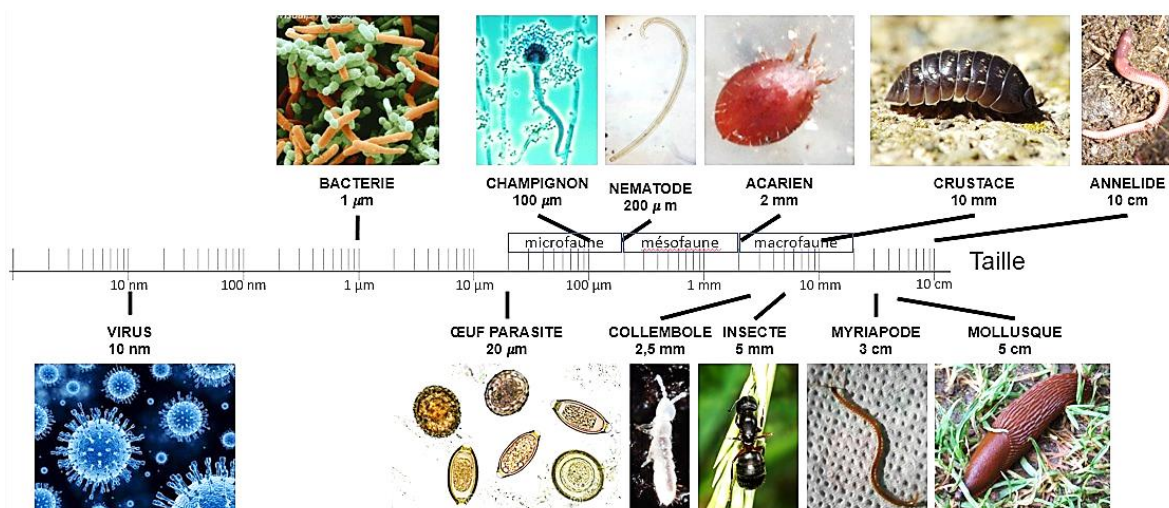 BACTERIE
1 µm
CHAMPIGNON
100 µm
NEMATODE
200 µ m
ACARIEN
2 mm
CRUSTACE
10 mm
ANNELIDE
10 cm
microfaune
mésofaune
macrofaune
Taille
10 nm
100 nm
1 µm
10 µm
100 µm
1 mm
10 mm
10 cm
VIRUS
10 nm
ŒUF PARASITE
20 µm
COLLEMBOLE
2,5 mm
INSECTE
5 mm
MYRIAPODE
3 cm
MOLLUSQUE
5 cm